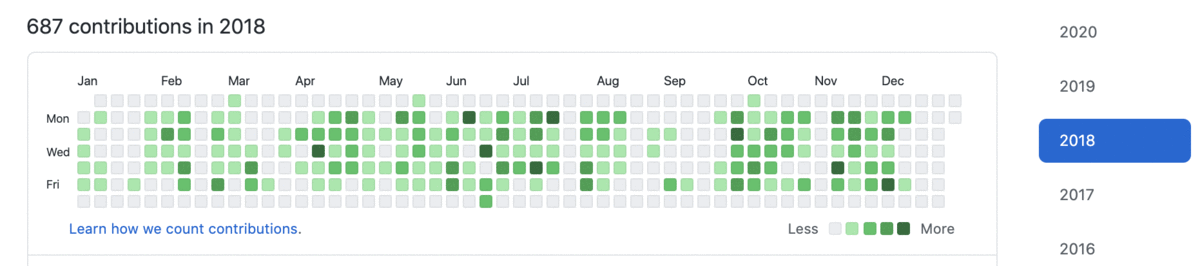 687 contributions in 2018
Jan Feb Mar Apr May Jun Jul Aug Sep Oct Nov Dec
Mon
Wed
Fri
Learn how we count contributions.
Less More
2020
2019
2018
2017
2016